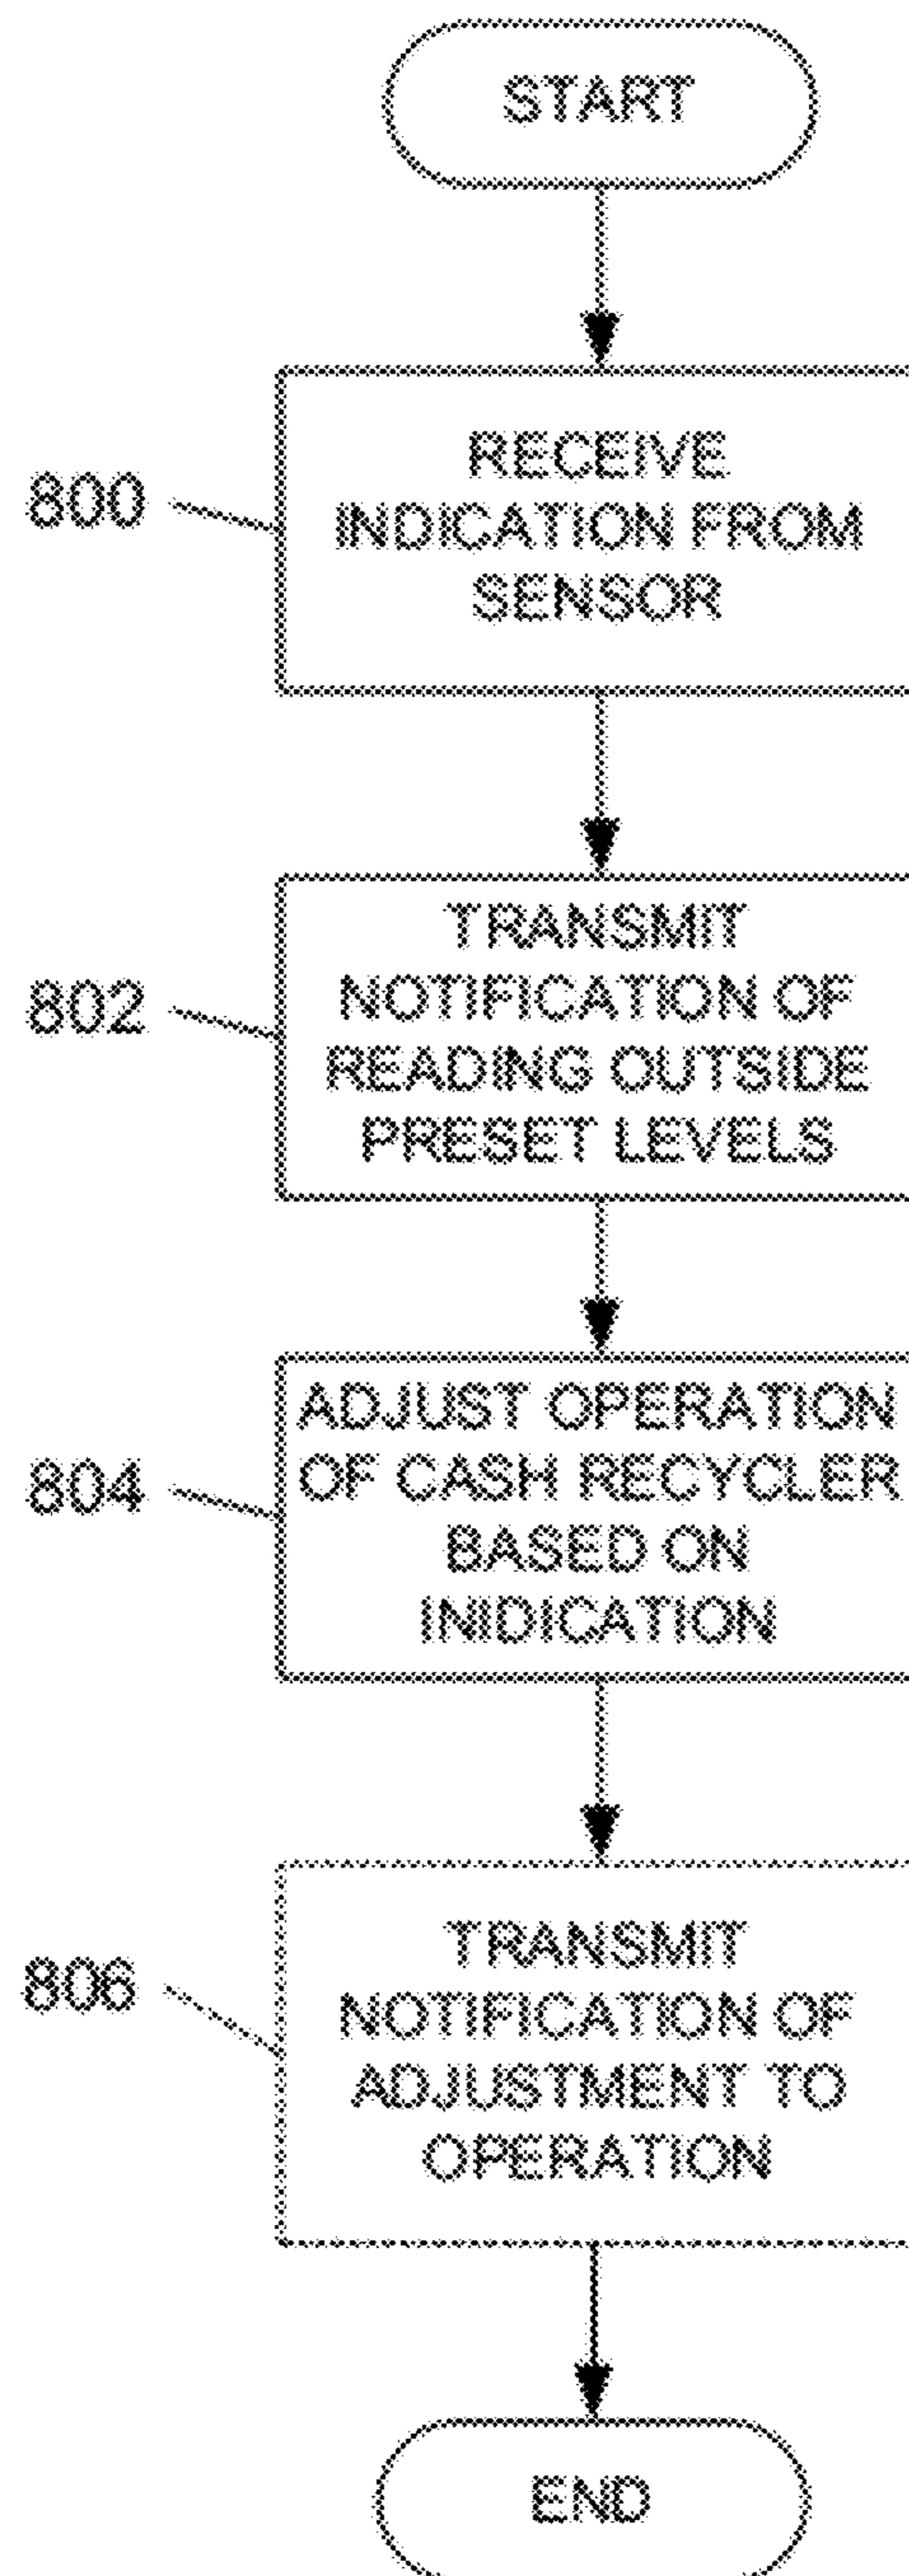 START
800
RECEIVE
INDICATION FROM
SENSOR
802
TRANSMIT
NOTIFICATION OF
READING OUTSIDE
PRESET LEVELS
804
ADJUST OPERATION
OF CASH RECYCLER
BASED ON
INIDICATION
806
TRANSMIT
NOTIFICATION OF
ADJUSTMENT TO
OPERATION
END